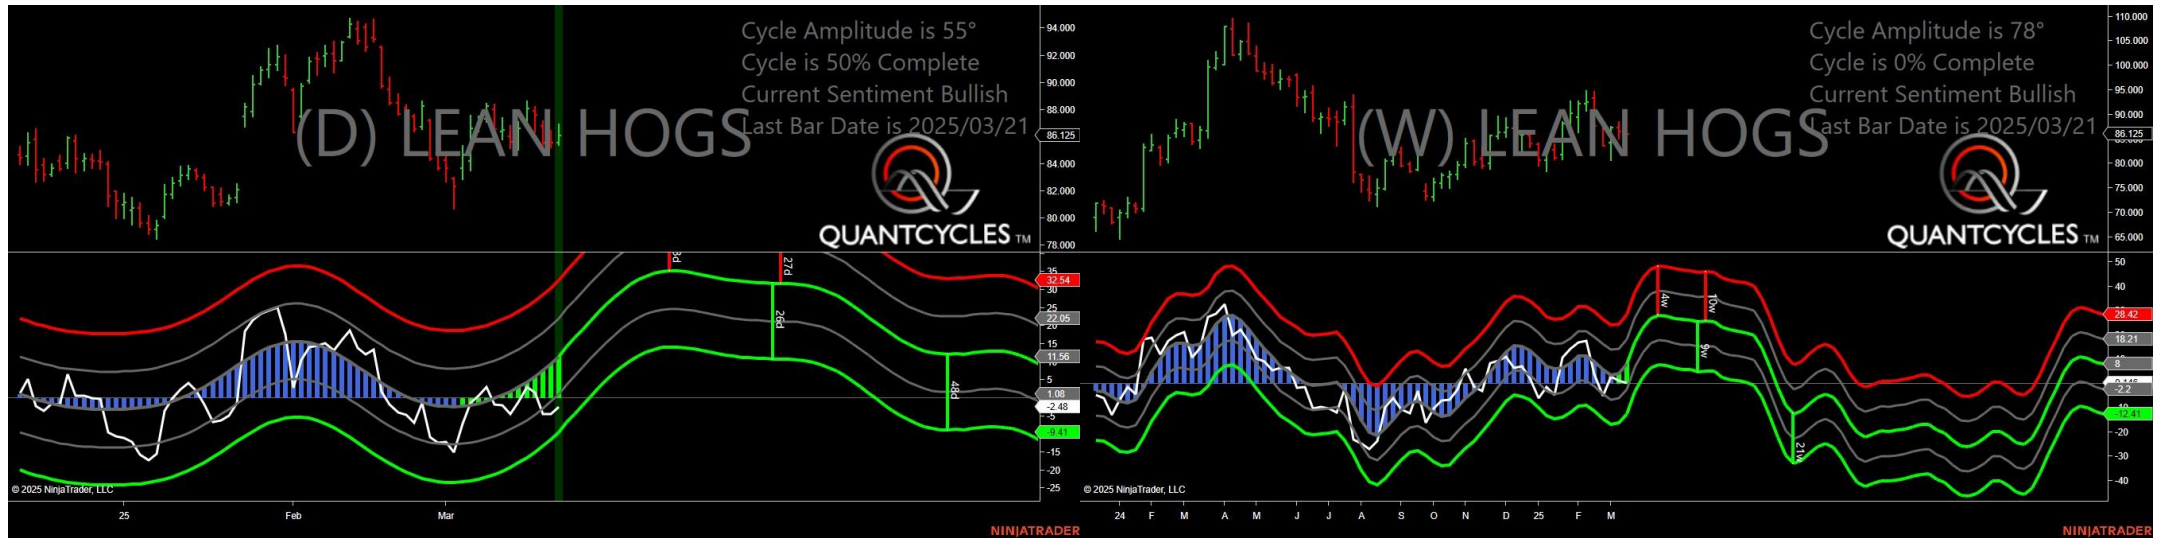 Cycle Amplitude is 55°
Cycle is 50% Complete
Current Sentiment Bullish
Last Bar Date is 2025/03/21
(D) LEAN HOGS
QUANTCYCLES TM
94.000
92.000
90.000
88.000
86.125
84.000
82.000
80.000
78.000
27d
26d
48d
35
32.54
30
22.05
20
15
11.56
5
1.08
-2.48
-5
-9.41
-15
-20
-25
© 2025 NinjaTrader, LLC
25 Feb Mar
NINJATRADER
Cycle Amplitude is 78°
Cycle is 0% Complete
Current Sentiment Bullish
Last Bar Date is 2025/03/21
(W) LEAN HOGS
QUANTCYCLES TM
110.000
105.000
100.000
95.000
90.000
86.125
80.000
75.000
70.000
65.000
4w
10w
9w
21w
50
40
28.42
18.21
8
-2.2
-12.41
-20
-30
-40
© 2025 NinjaTrader, LLC
24 F M A M J J A S O N D 25 F M
NINJATRADER